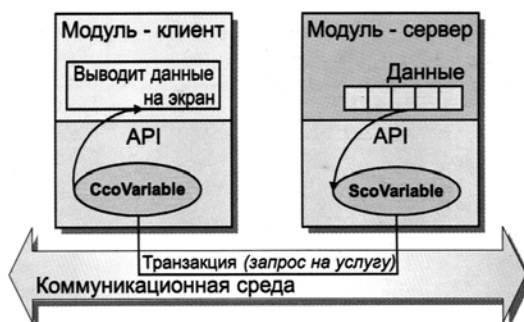 Модуль - клиент
Выводит данные
на экран
API
CcoVariable
Модуль - сервер
Данные
API
ScoVariable
Транзакция (запрос на услугу)
Коммуникационная среда